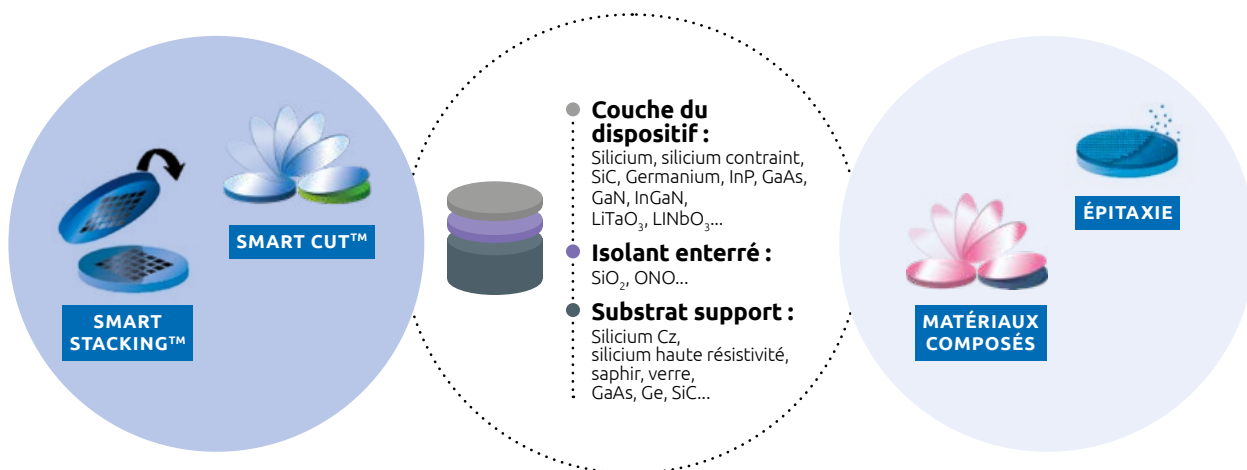 SMART CUT™
SMART
STACKING™
Couche du
dispositif :
Silicium, silicium contraint,
SiC, Germanium, InP, GaAs,
GaN, InGaN,
LiTaO₃, LINbO₃...
Isolant enterré :
SiO₂, ONO...
Substrat support :
Silicium Cz,
silicium haute résistivité,
saphir, verre,
GaAs, Ge, SiC...
ÉPITAXIE
MATÉRIAUX
COMPOSÉS